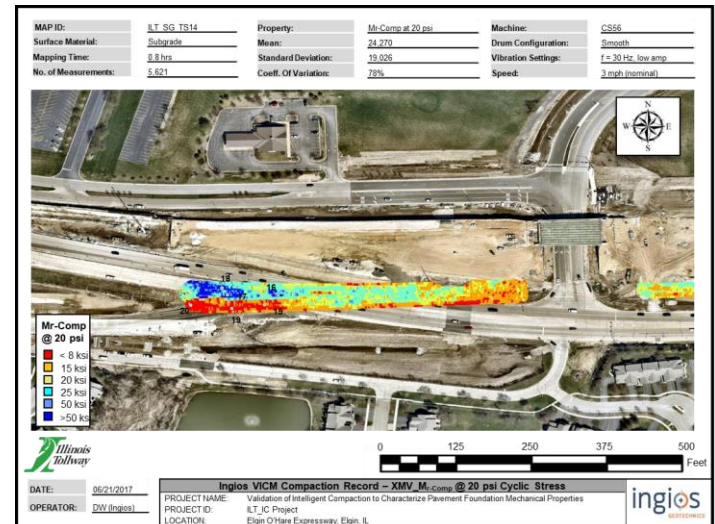 MAP ID: ILT_SG_TS14 Property: Mr-Comp at 20 psi Machine: CS56
Surface Material: Subgrade Mean: 24,270 Drum Configuration: Smooth
Mapping Time: 0.8 hrs Standard Deviation: 19,026 Vibration Settings: f = 30 Hz, low amp
No. of Measurements: 5,621 Coeff. Of Variation: 78% Speed: 3 mph (nominal)
N
W E
S
18
16
17
20 15
19
Mr-Comp
@ 20 psi
< 8 ksi
15 ksi
20 ksi
25 ksi
50 ksi
>50 ks
Illinois
Tollway
0 125 250 375 500
Feet
DATE: 06/21/2017
OPERATOR: DW (Ingios)
Ingios VICM Compaction Record – XMV_Mr-Comp @ 20 psi Cyclic Stress
PROJECT NAME: Validation of Intelligent Compaction to Characterize Pavement Foundation Mechanical Properties
PROJECT ID: ILT_IC Project
LOCATION: Elgin O'Hare Expressway, Elgin, IL
ingios
GEOTECHNICS